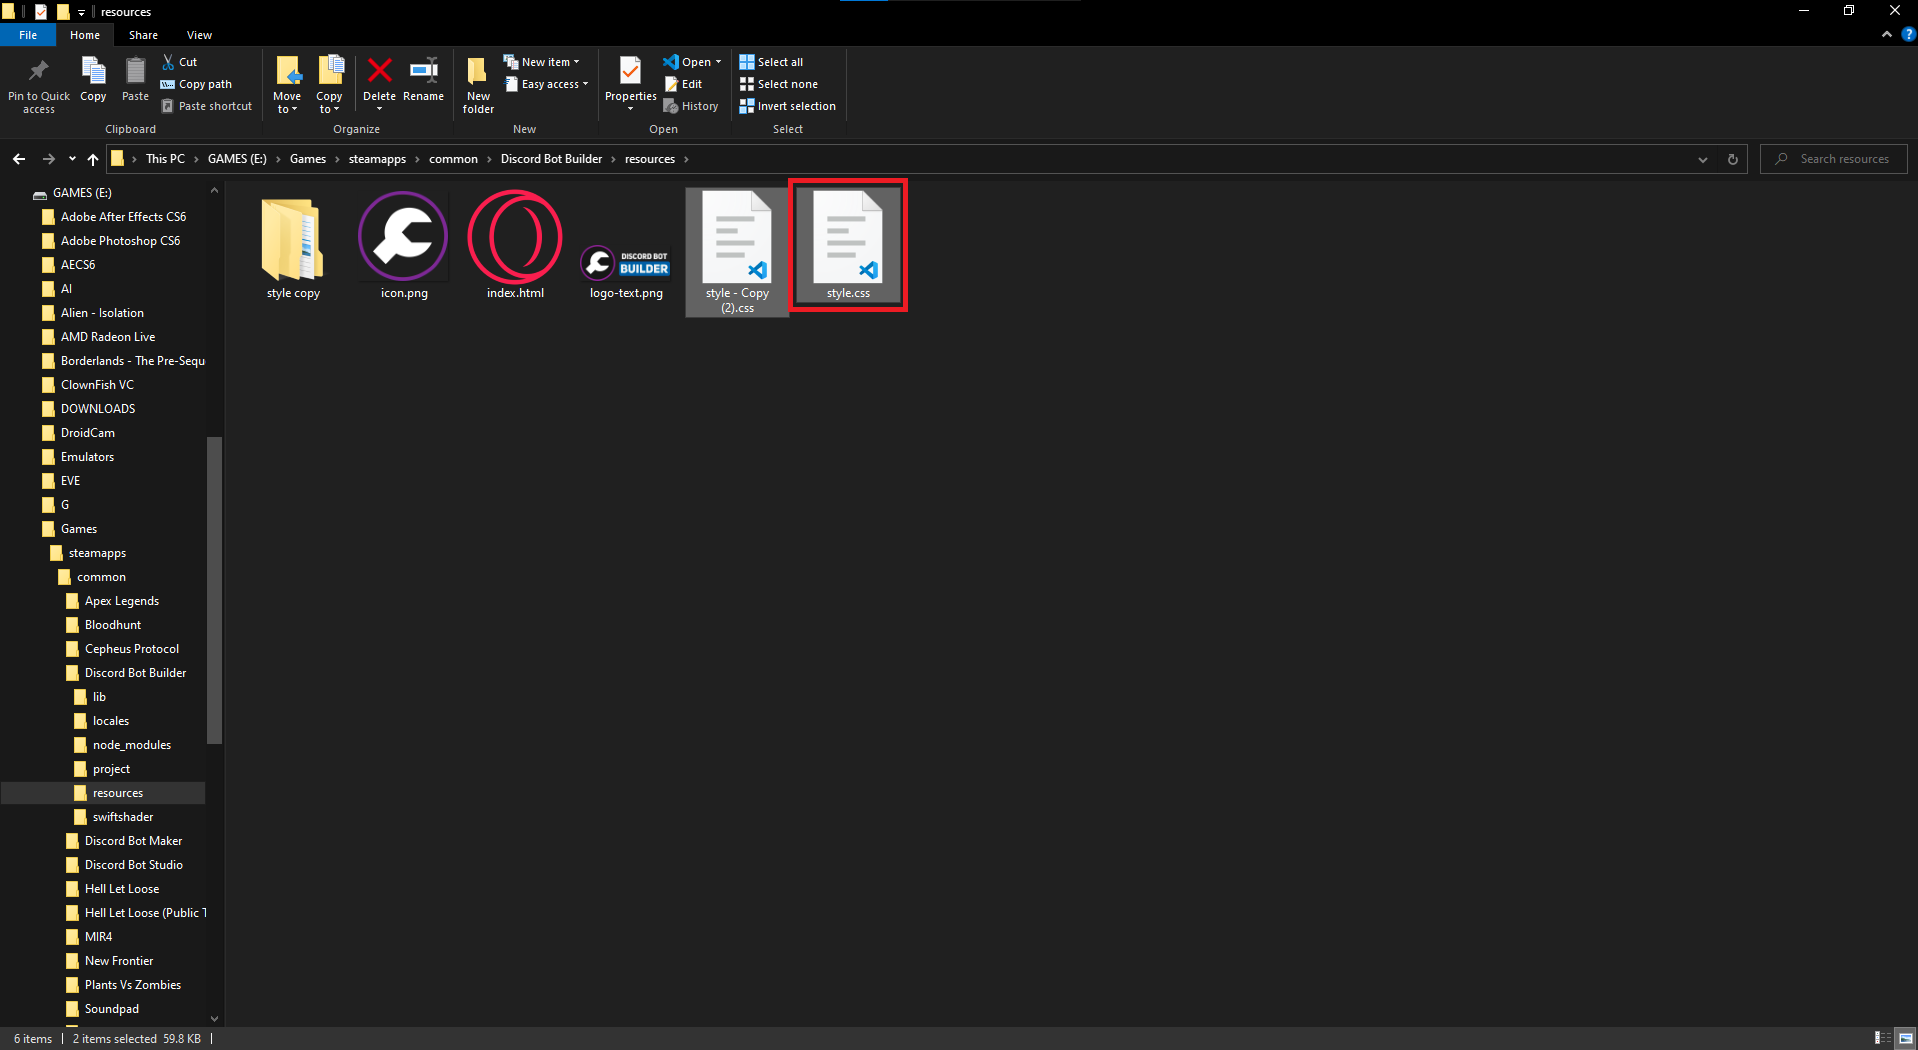 resources
File
Home
Share
View
Pin to Quick
access
Copy
Paste
Cut
Copy path
Paste shortcut
Clipboard
Move
to
Copy
to
Delete
Rename
Organize
New
folder
New item
Easy access
New
Properties
Open
Edit
History
Open
Select all
Select none
Invert selection
Select
This PC
GAMES (E:)
Games
steamapps
common
Discord Bot Builder
resources
Search resources
GAMES (E:)
Adobe After Effects CS6
Adobe Photoshop CS6
AECS6
AI
Alien - Isolation
AMD Radeon Live
Borderlands - The Pre-Sequ
ClownFish VC
DOWNLOADS
DroidCam
Emulators
EVE
G
Games
steamapps
common
Apex Legends
Bloodhunt
Cepheus Protocol
Discord Bot Builder
lib
locales
node_modules
project
resources
swiftshader
Discord Bot Maker
Discord Bot Studio
Hell Let Loose
Hell Let Loose (Public T
MIR4
New Frontier
Plants Vs Zombies
Soundpad
style copy
icon.png
index.html
DISCORD BOT
BUILDER
logo-text.png
style - Copy
(2).css
style.css
6 items
2 items selected 59.8 KB